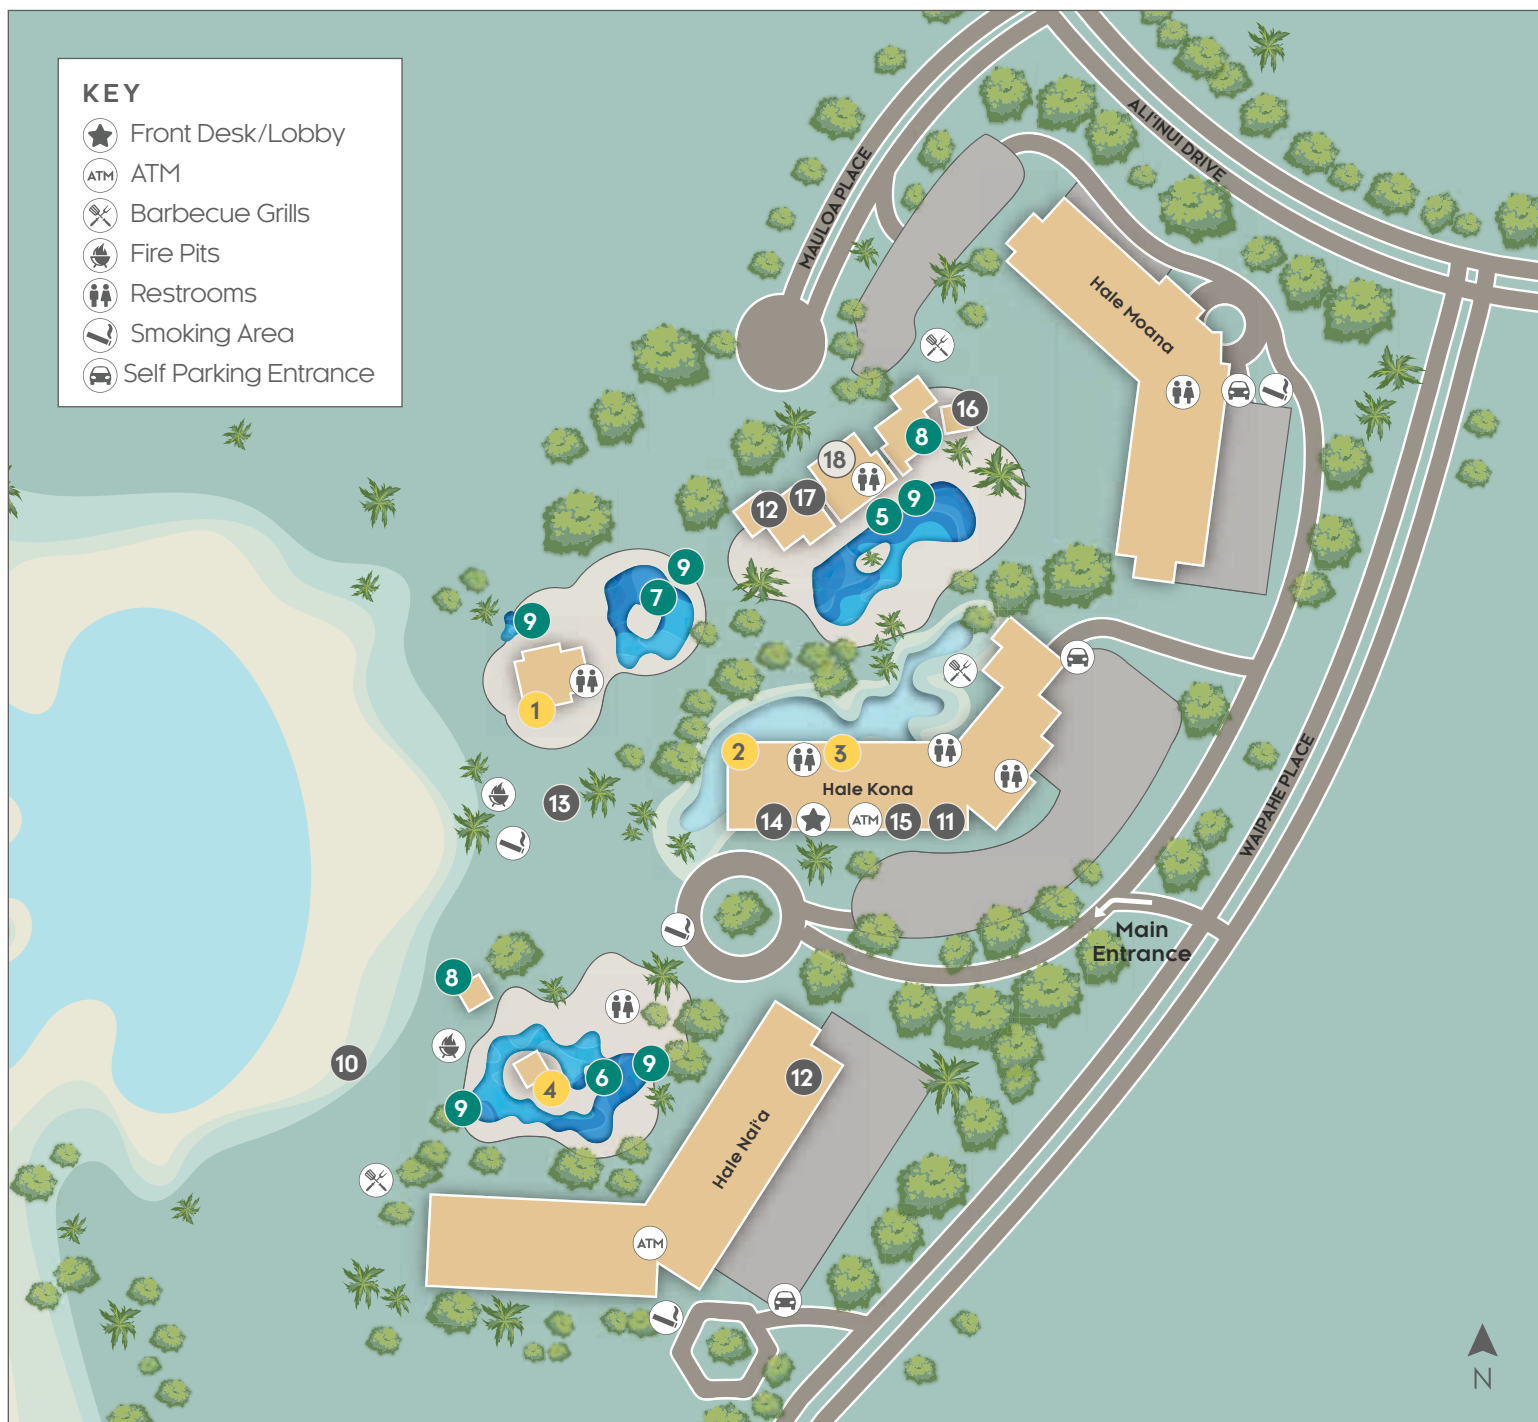 KEY
Front Desk/Lobby
ATM ATM
Barbecue Grills
Fire Pits
Restrooms
Smoking Area
Self Parking Entrance
ALI'INUI DRIVE
MAULOA PLACE
Hale Moana
16
8
18
12
17
9
5
9
7
9
1
2
3
Hale Kona
13
14
ATM
15
11
WAIPAHE PLACE
Main
Entrance
8
10
9
6
4
9
12
Hale Nai'a
ATM
N